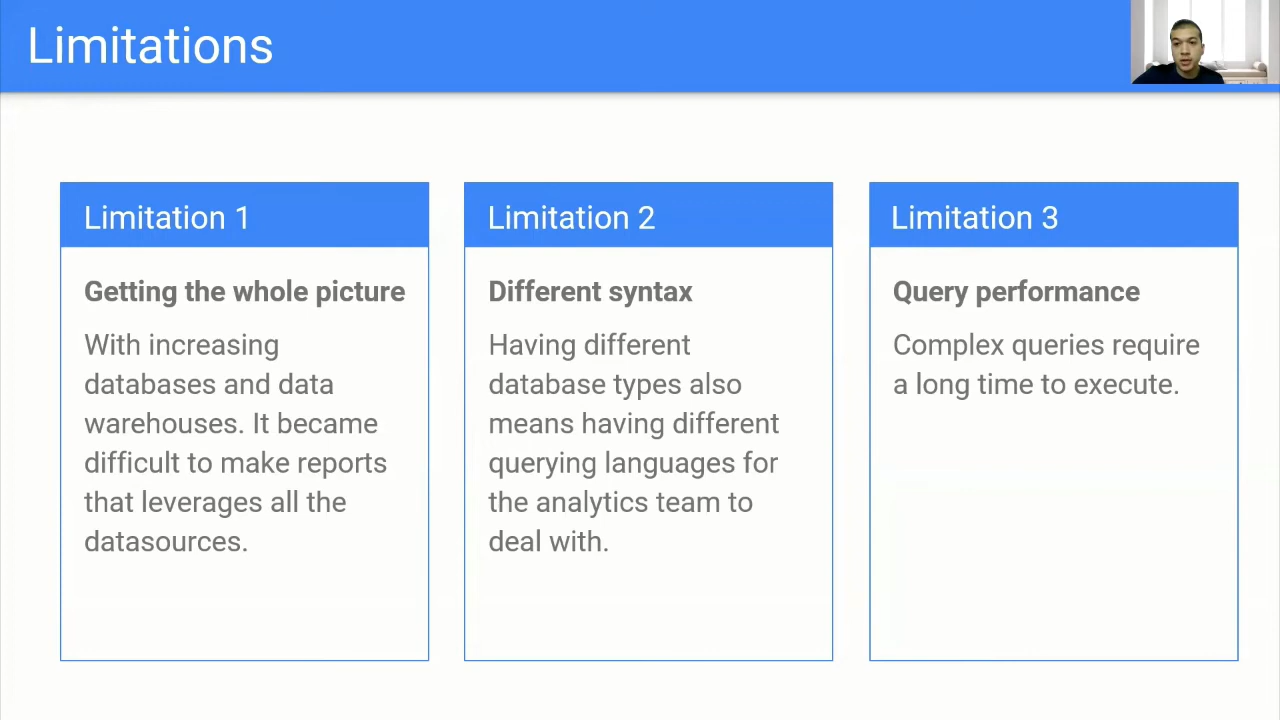 Limitations
Limitation 1
Getting the whole picture
With increasing
databases and data
warehouses. It became
difficult to make reports
that leverages all the
datasources.
Limitation 2
Different syntax
Having different
database types also
means having different
querying languages for
the analytics team to
deal with.
Limitation 3
Query performance
Complex queries require
a long time to execute.